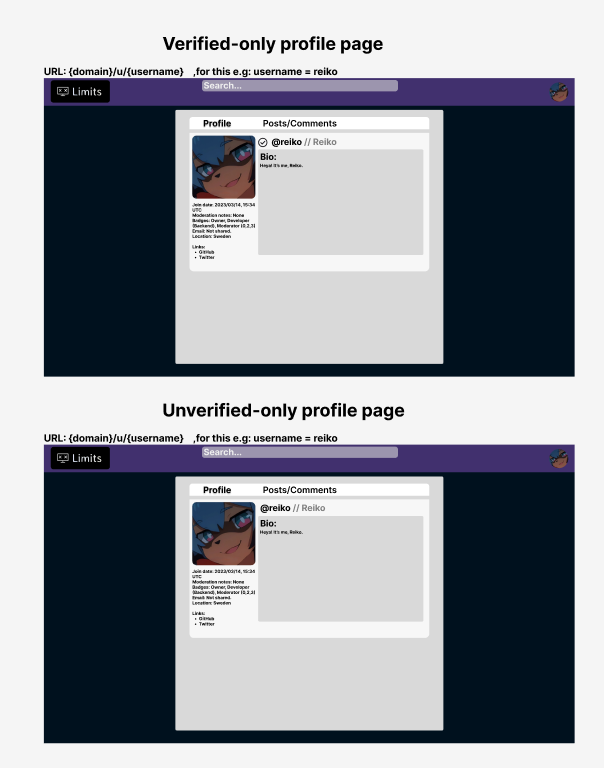 Verified-only profile page
URL: {domain}/u/{username} ,for this e.g: username = reiko
Limits
Search...
Profile Posts/Comments
@reiko // Reiko
Bio:
Heya! It's me, Reiko.
Join date: 2023/03/14, 15:34
UTC
Moderation notes: None
Badges: Owner, Developer
(Backend), Moderator [0,2,3]
Email: Not shared.
Location: Sweden
Links:
• GitHub
• Twitter
Unverified-only profile page
URL: {domain}/u/{username} ,for this e.g: username = reiko
Limits
Search...
Profile Posts/Comments
@reiko // Reiko
Bio:
Heya! It's me, Reiko.
Join date: 2023/03/14, 15:34
UTC
Moderation notes: None
Badges: Owner, Developer
(Backend), Moderator [0,2,3]
Email: Not shared.
Location: Sweden
Links:
• GitHub
• Twitter